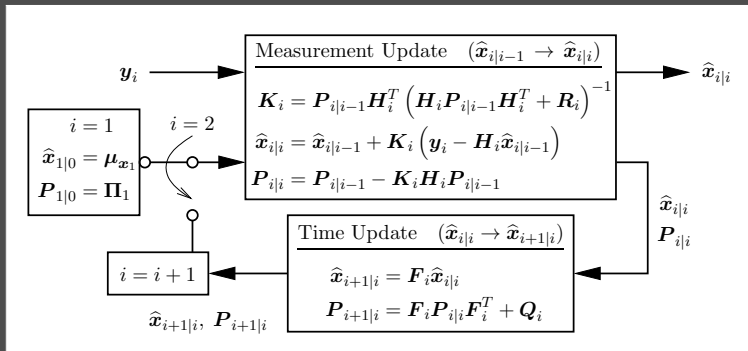 Measurement Update (x̂_{i|i−1} → x̂_{i|i})
y_i
x̂_{i|i}
K_i = P_{i|i−1} H_i^T (H_i P_{i|i−1} H_i^T + R_i)^{−1}
x̂_{i|i} = x̂_{i|i−1} + K_i (y_i − H_i x̂_{i|i−1})
P_{i|i} = P_{i|i−1} − K_i H_i P_{i|i−1}
i = 1
x̂_{1|0} = μ_{x_1}
P_{1|0} = Π_1
i = 2
x̂_{i|i}
P_{i|i}
Time Update (x̂_{i|i} → x̂_{i+1|i})
x̂_{i+1|i} = F_i x̂_{i|i}
P_{i+1|i} = F_i P_{i|i} F_i^T + Q_i
i = i + 1
x̂_{i+1|i}, P_{i+1|i}